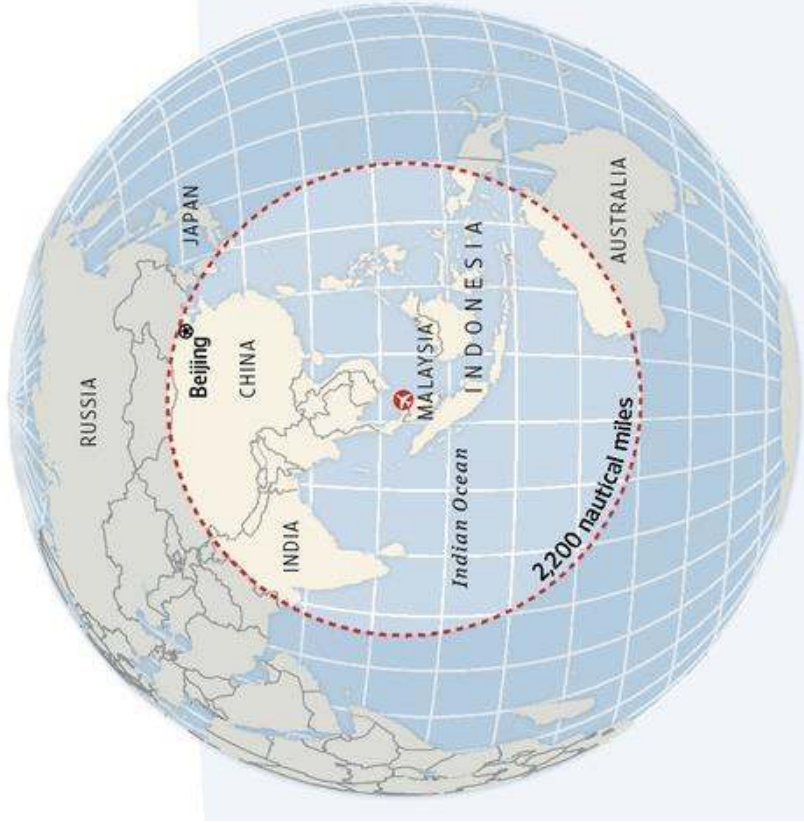 RUSSIA
JAPAN
Beijing
CHINA
INDIA
MALAYSIA
INDONESIA
Indian Ocean
AUSTRALIA
2,200 nautical miles